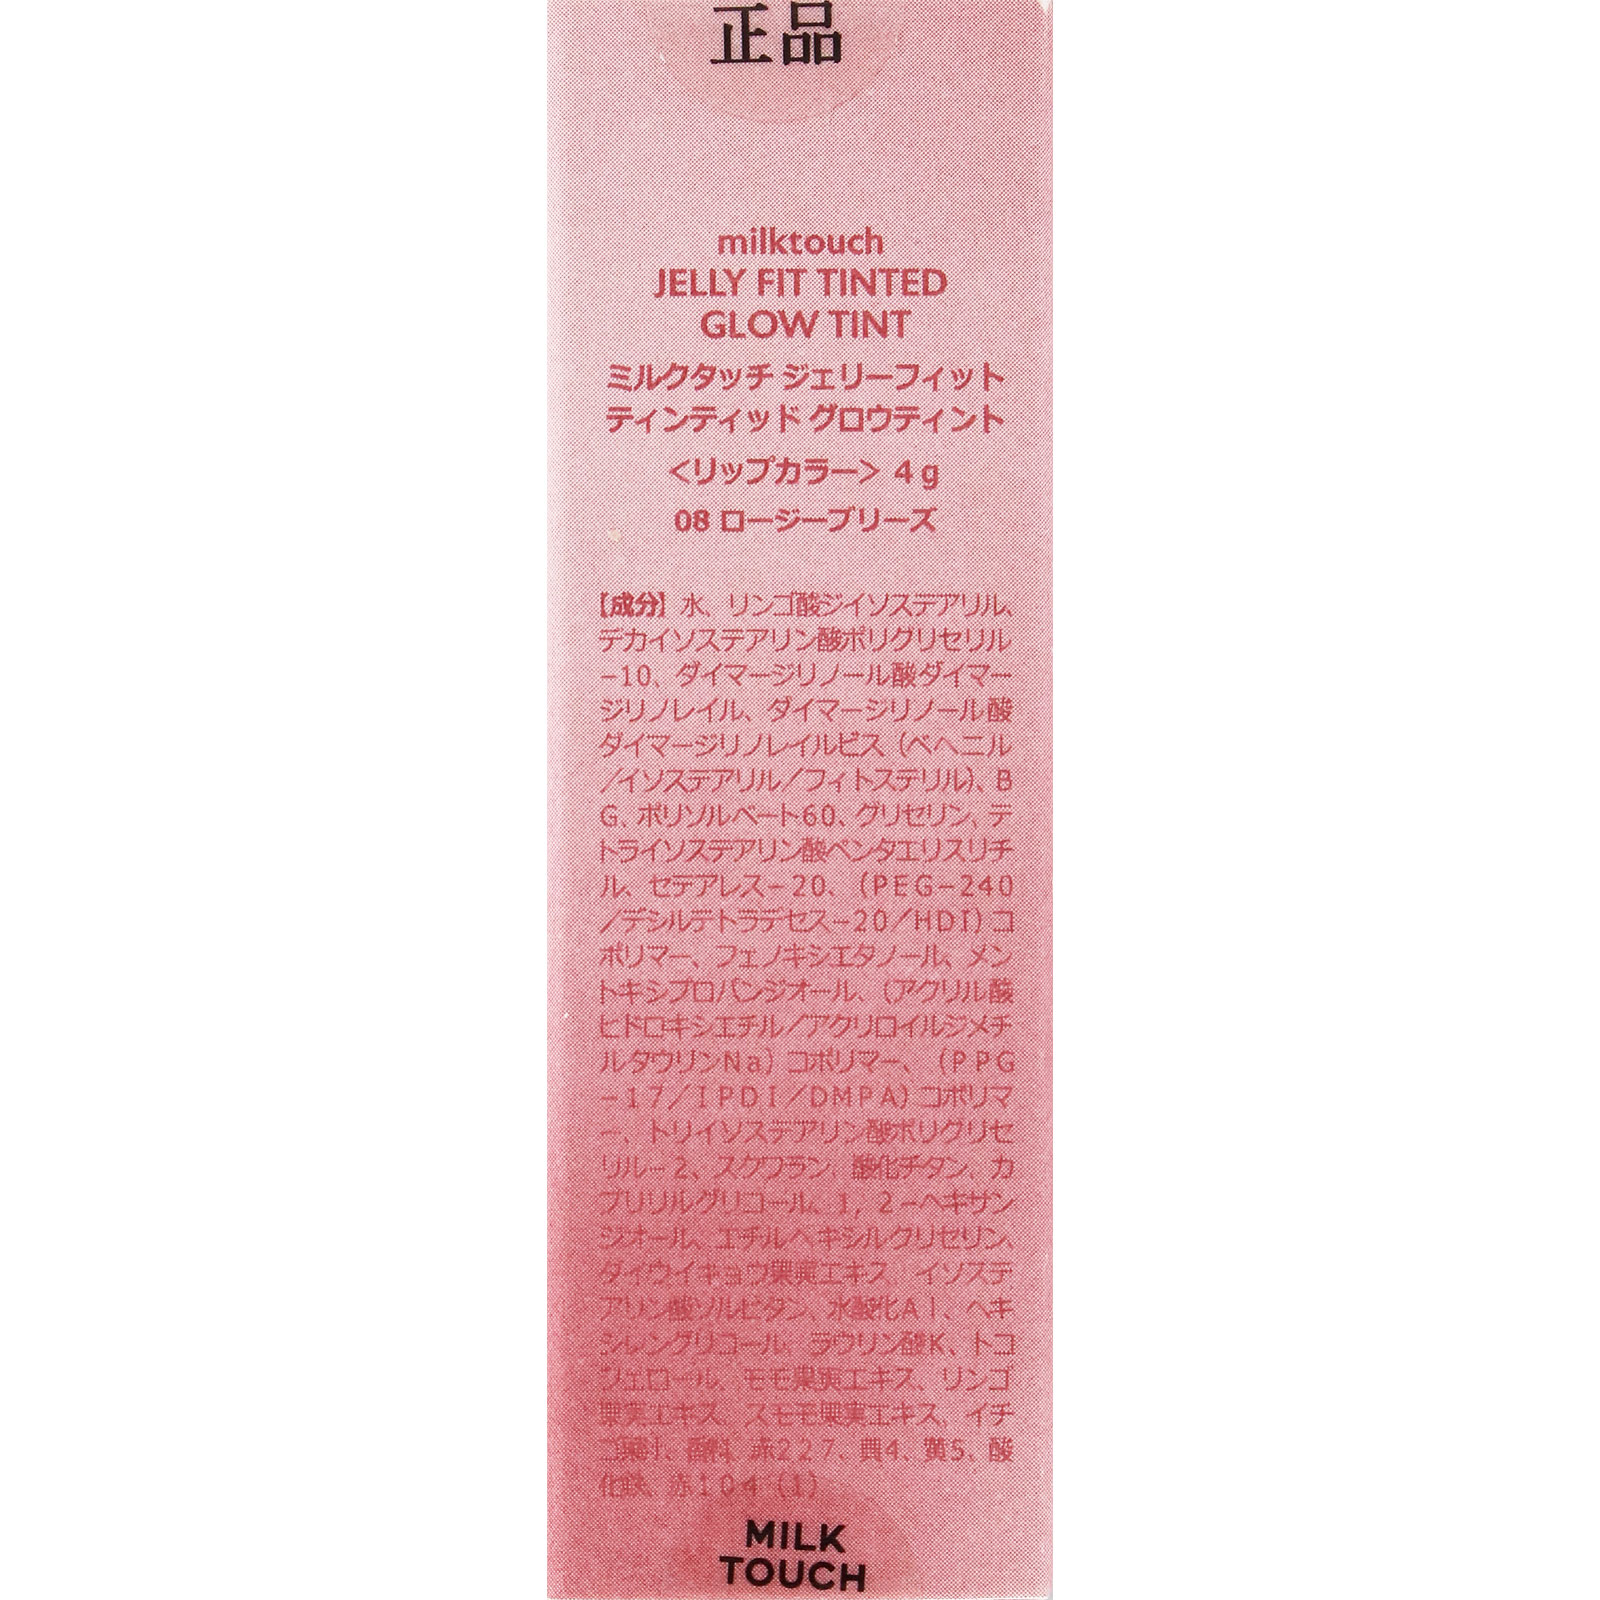 正品
milktouch
JELLY FIT TINTED
GLOW TINT
ミルクタッチ ジェリーフィット
ティンティッド グロウティント
<リップカラー> 4 g
08 ロージーブリーズ
【成分】水、リンゴ酸ジイソステアリル、
デカイソステアリン酸ポリグリセリル
-10、ダイマージリノール酸ダイマー
ジリノレイル、ダイマージリノール酸
ダイマージリノレイルビス（ベヘニル
/イソステアリル/フィトステリル）、B
G、ポリソルベート60、グリセリン、テ
トライソステアリン酸ペンタエリスリチ
ル、セテアレス-20、（PEG-240
/デシルテトラデセス-20/HDI）コ
ポリマー、フェノキシエタノール、メン
トキシプロパンジオール、（アクリル酸
ヒドロキシエチル/アクリロイルジメチ
ルタウリンNa）コポリマー、（PPG
-17/IPDI/DMPA）コポリマ
ー、トリイソステアリン酸ポリグリセ
リル-2、スクワラン、酸化チタン、カ
プリリルグリコール、1，2-ヘキサン
ジオール、エチルヘキシルグリセリン、
ダイウイキョウ果実エキス、イソステ
アリン酸ソルビタン、水酸化Al、ヘキ
シレングリコール、ラウリン酸K、トコ
フェロール、モモ果実エキス、リンゴ
果実エキス、スモモ果実エキス、イチ
ゴ果汁、香料、赤227、黄4、黄5、酸
化鉄、赤104（1）
MILK
TOUCH